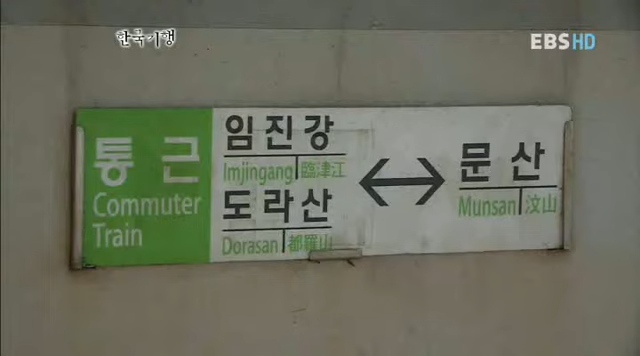 한국기행
EBS HD
통근
Commuter
Train
임진강
Imjingang 臨津江
도라산
Dorasan 都羅山
문산
Munsan 汶山